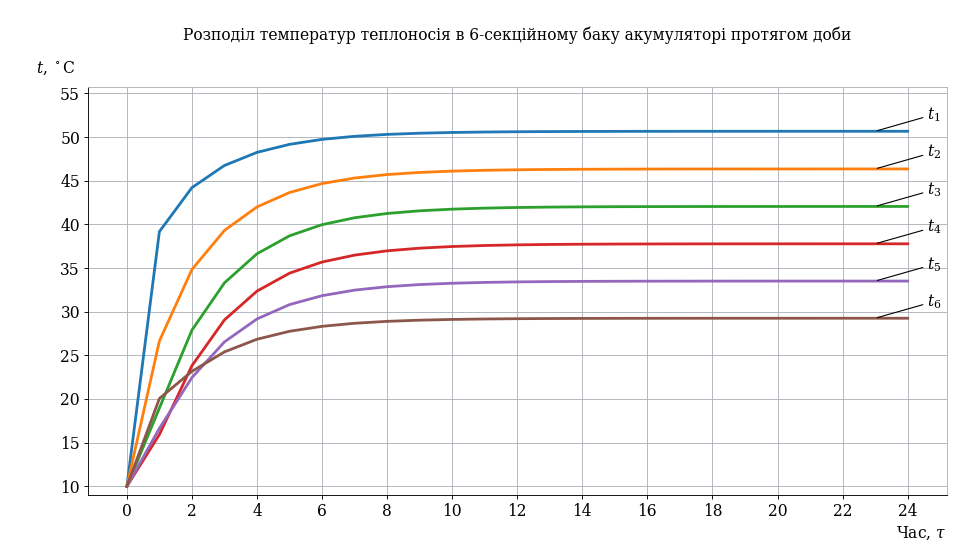 Розподіл температур теплоносія в 6-секційному баку акумуляторі протягом доби
t, °C
55
50
45
40
35
30
25
20
15
10
t₁
t₂
t₃
t₄
t₅
t₆
0 2 4 6 8 10 12 14 16 18 20 22 24
Час, τ